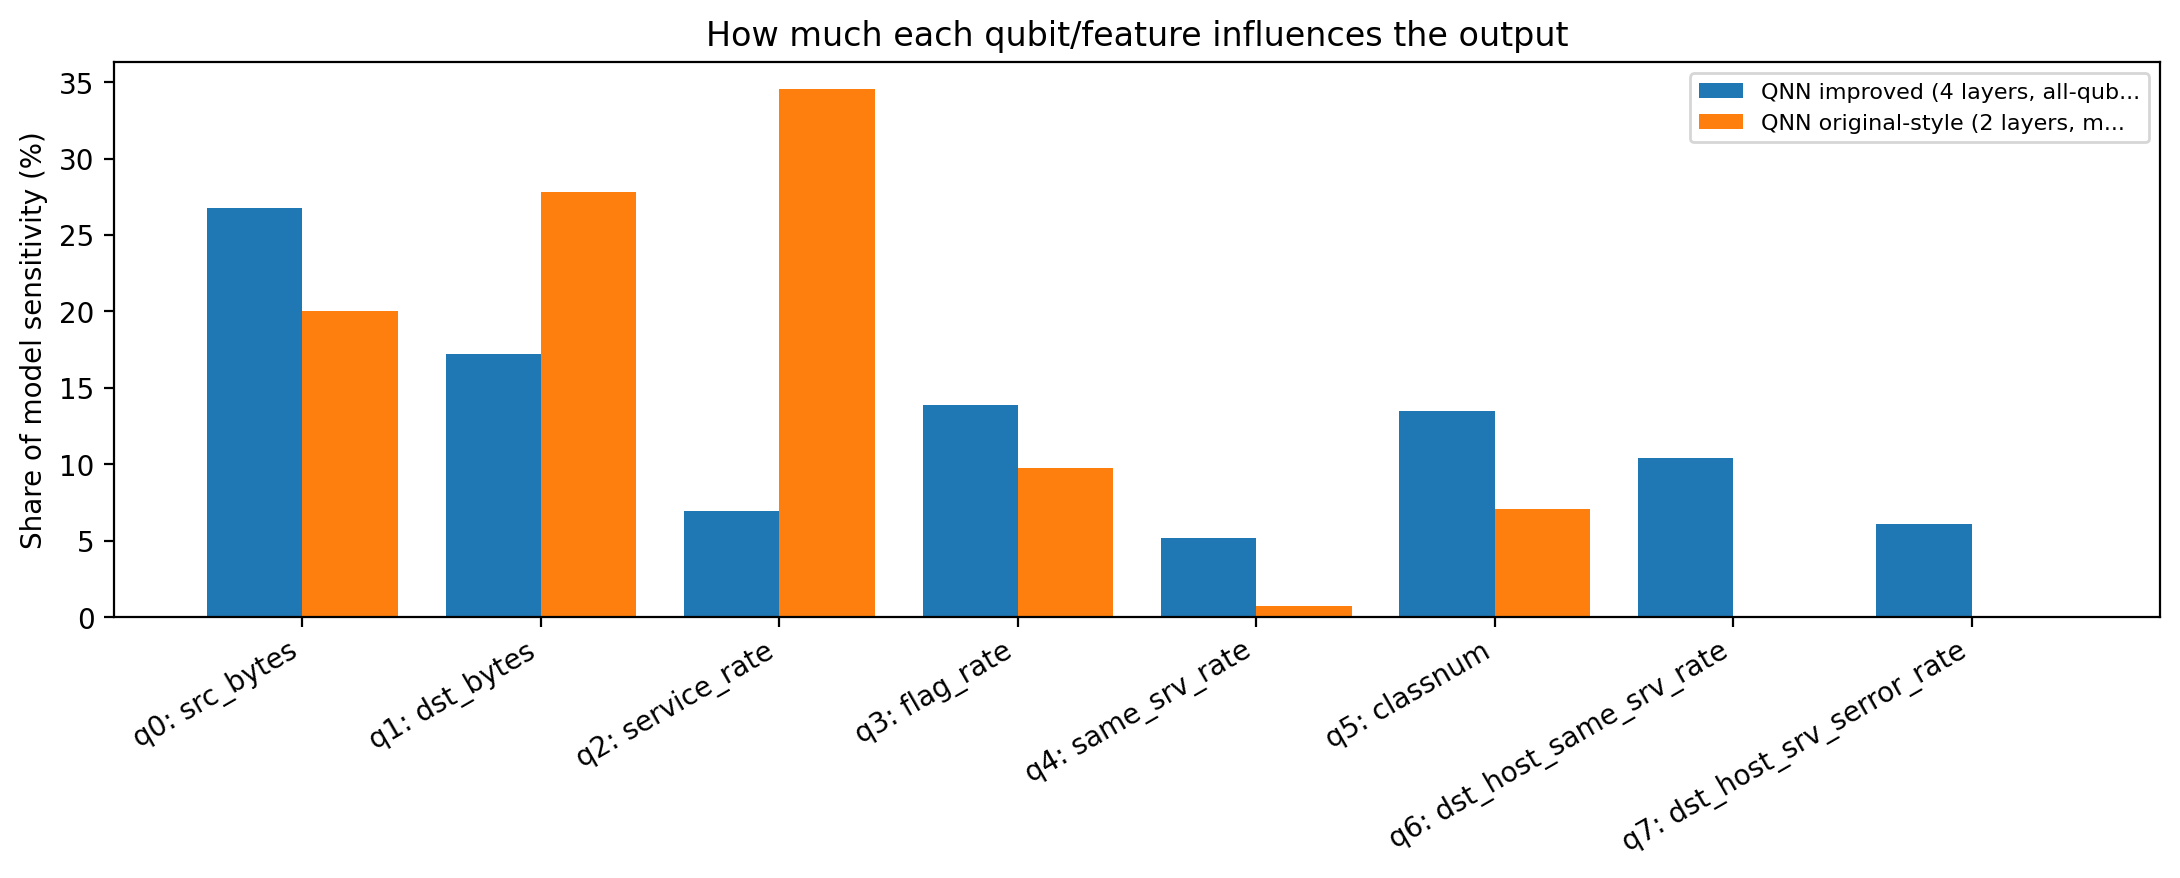 How much each qubit/feature influences the output
QNN improved (4 layers, all-qub...
QNN original-style (2 layers, m...
Share of model sensitivity (%)
35
30
25
20
15
10
5
0
q0: src_bytes
q1: dst_bytes
q2: service_rate
q3: flag_rate
q4: same_srv_rate
q5: classnum
q6: dst_host_same_srv_rate
q7: dst_host_srv_serror_rate